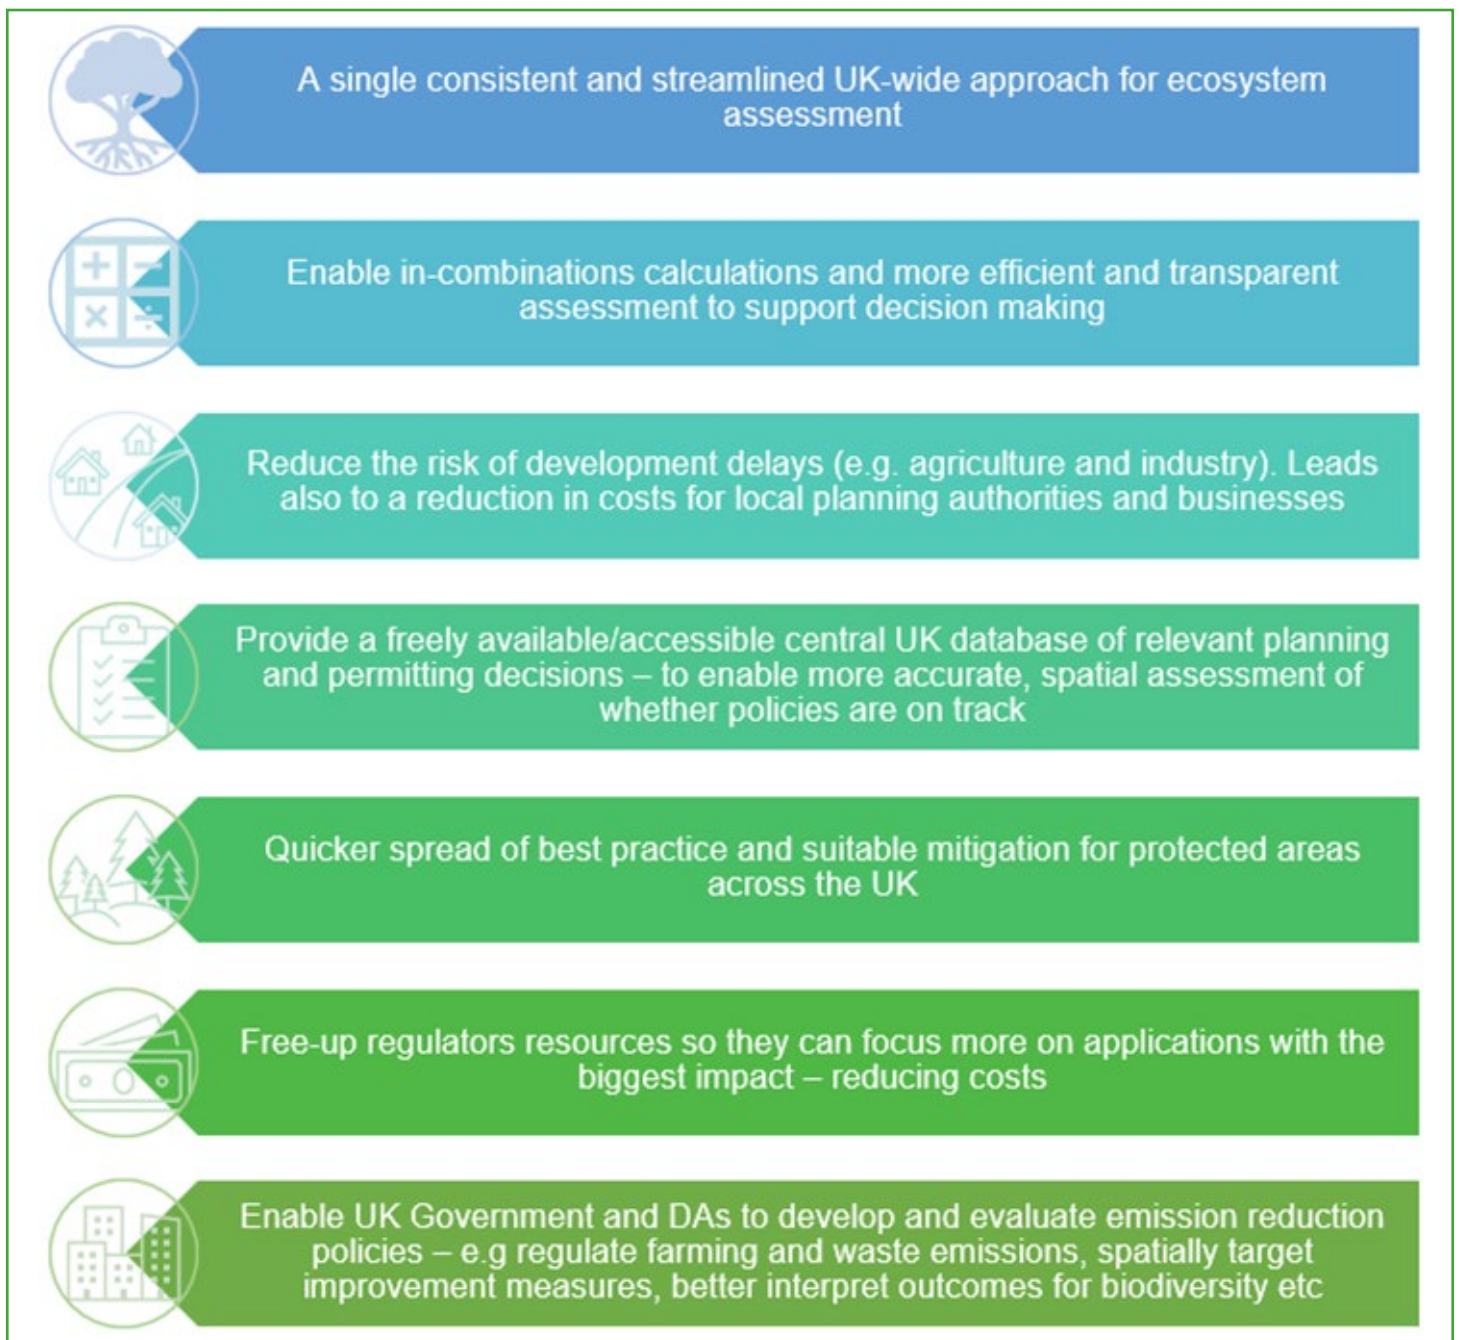 A single consistent and streamlined UK-wide approach for ecosystem
assessment
Enable in-combinations calculations and more efficient and transparent
assessment to support decision making
Reduce the risk of development delays (e.g. agriculture and industry). Leads
also to a reduction in costs for local planning authorities and businesses
Provide a freely available/accessible central UK database of relevant planning
and permitting decisions – to enable more accurate, spatial assessment of
whether policies are on track
Quicker spread of best practice and suitable mitigation for protected areas
across the UK
Free-up regulators resources so they can focus more on applications with the
biggest impact – reducing costs
Enable UK Government and DAs to develop and evaluate emission reduction
policies – e.g regulate farming and waste emissions, spatially target
improvement measures, better interpret outcomes for biodiversity etc